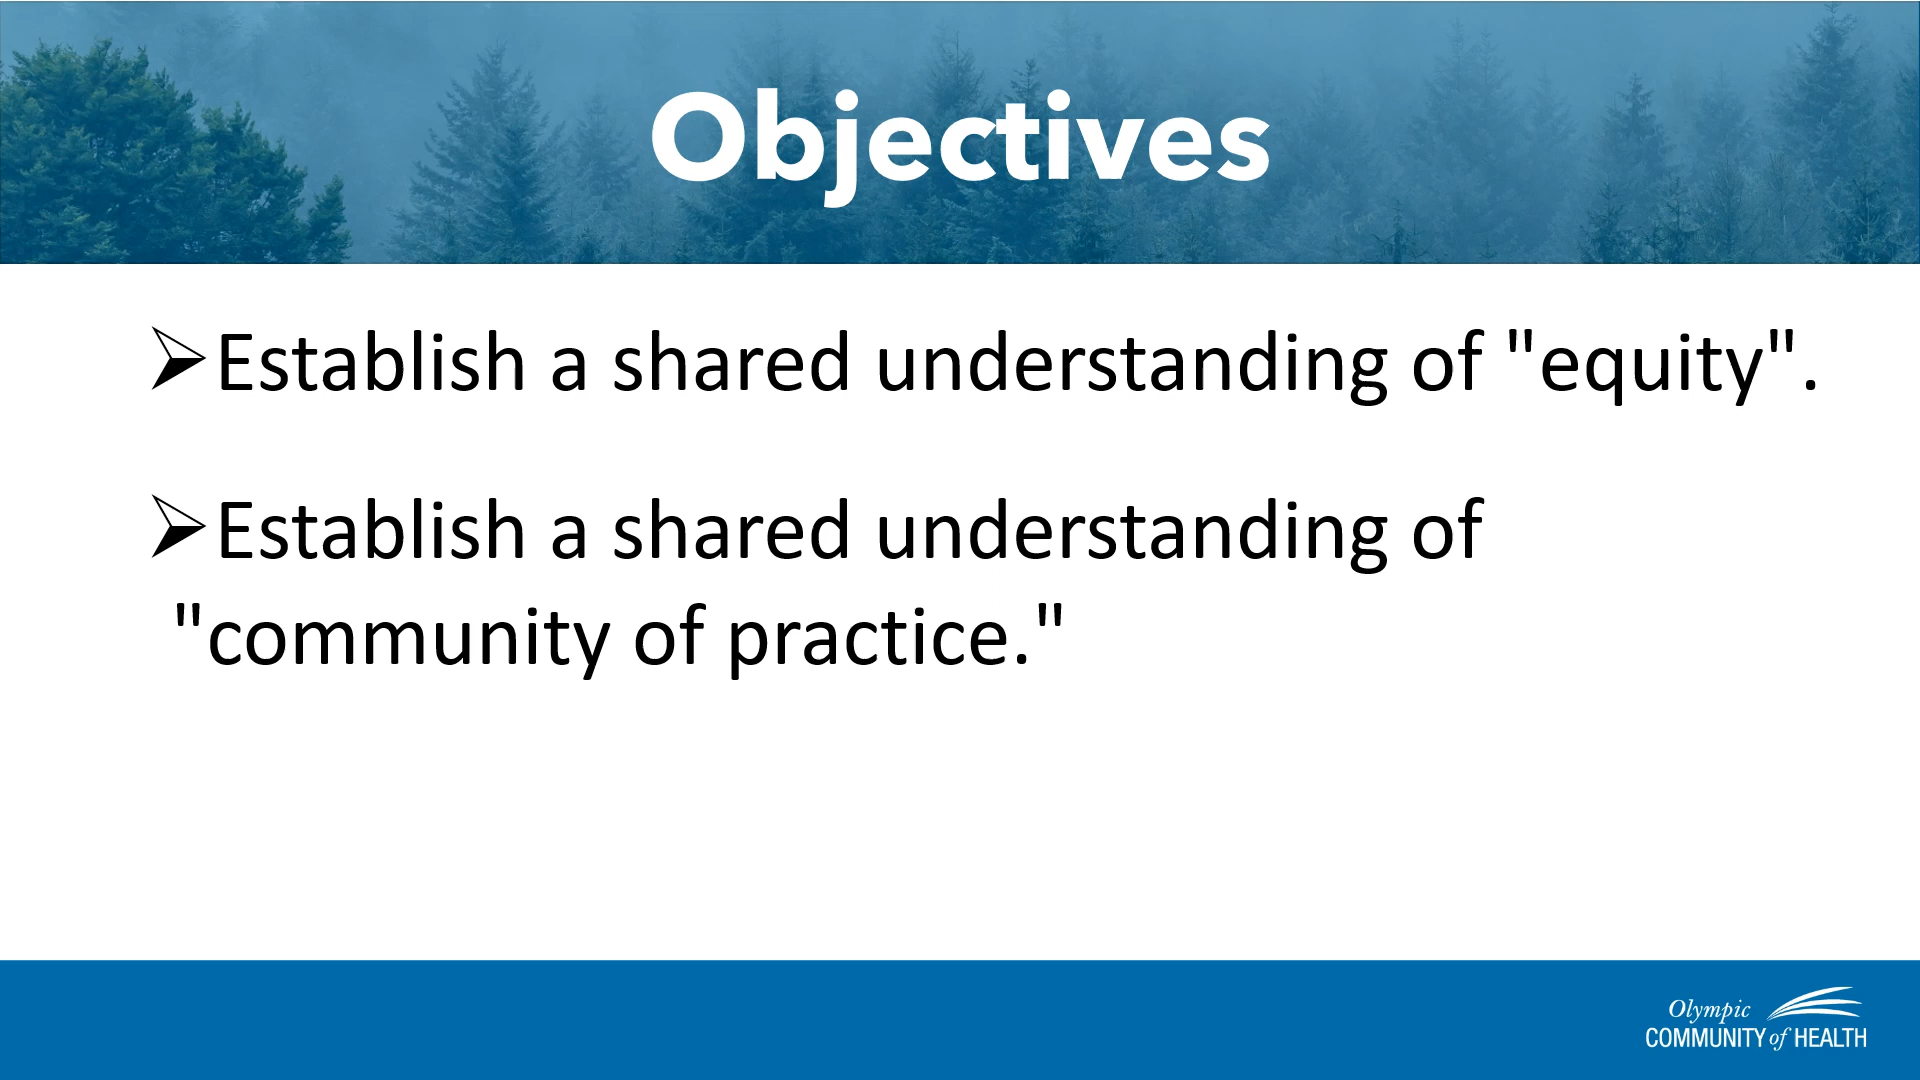 Objectives
➢Establish a shared understanding of "equity".
➢Establish a shared understanding of
"community of practice."
Olympic
COMMUNITY of HEALTH